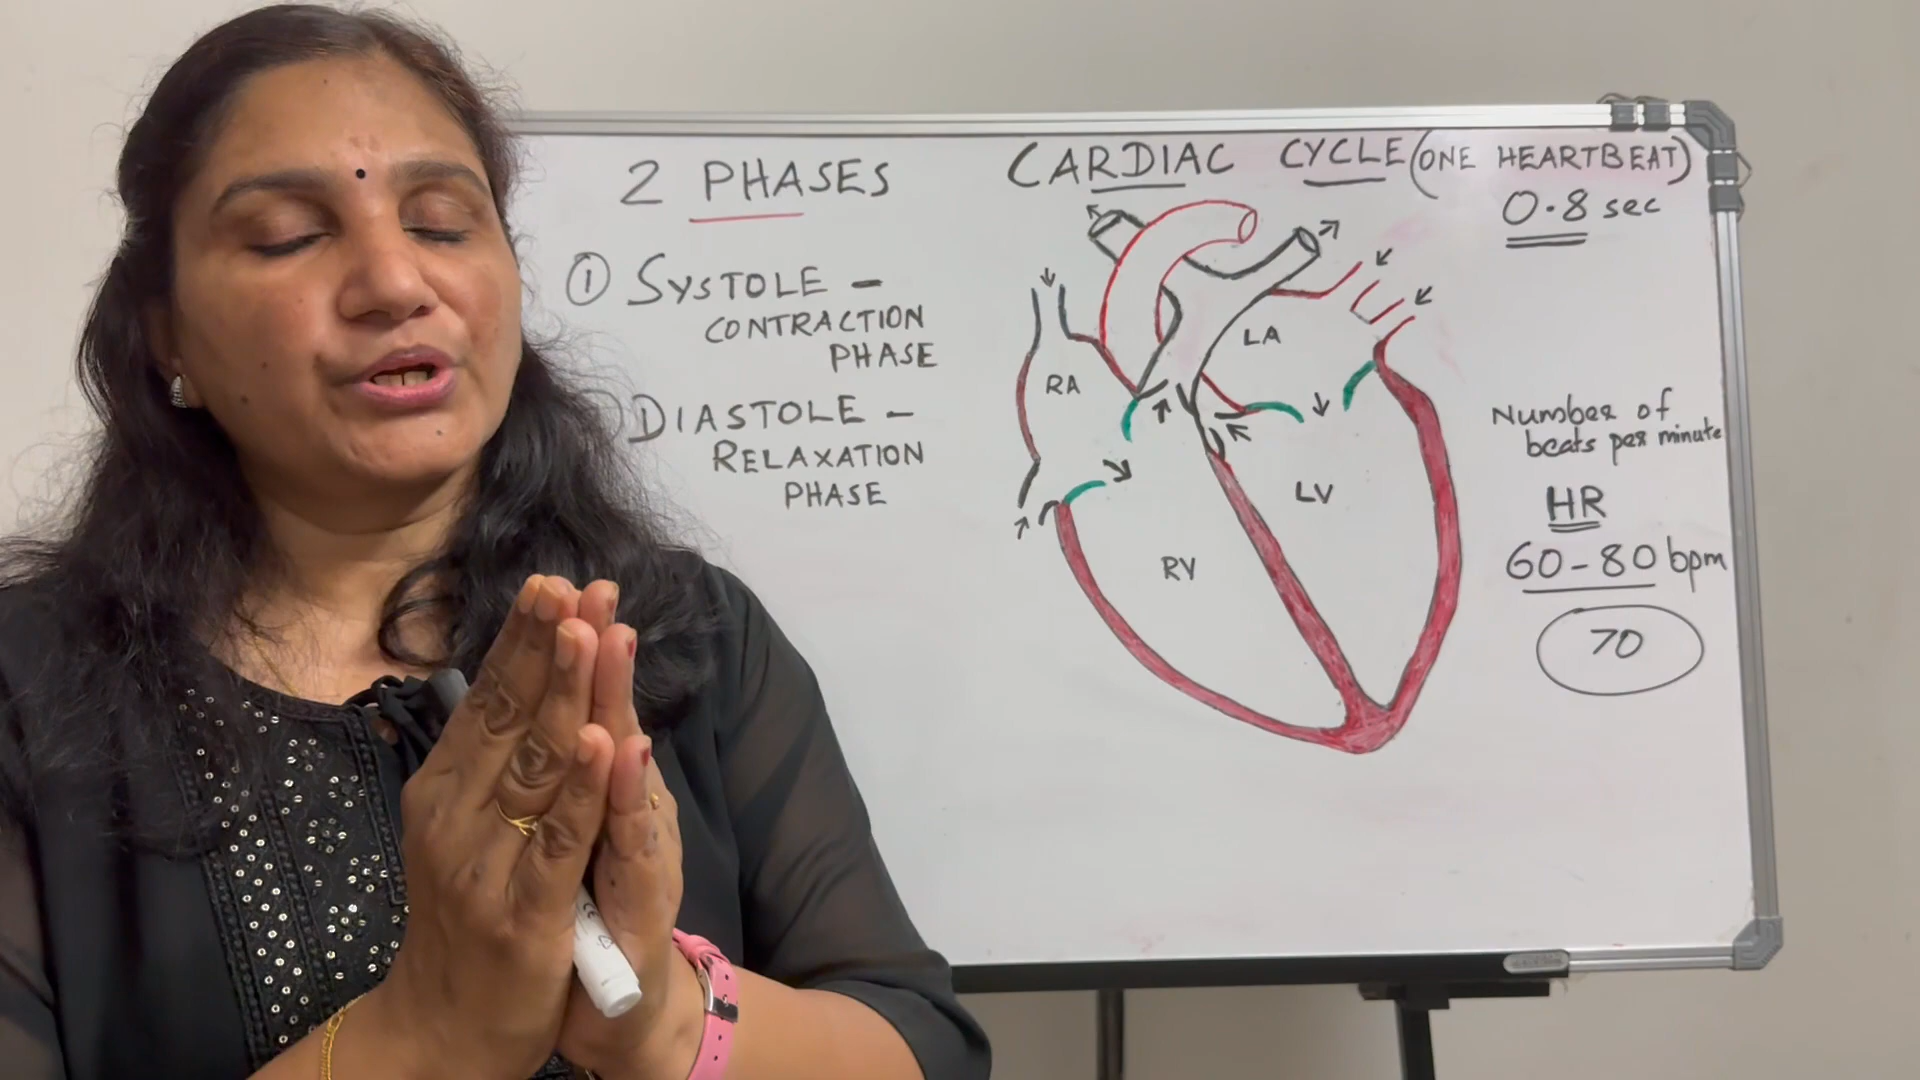 2 PHASES
① SYSTOLE –
CONTRACTION
PHASE
DIASTOLE –
RELAXATION
PHASE
CARDIAC CYCLE (ONE HEARTBEAT)
0.8 sec
LA
RA
LV
RV
Number of
beats per minute
HR
60-80 bpm
70